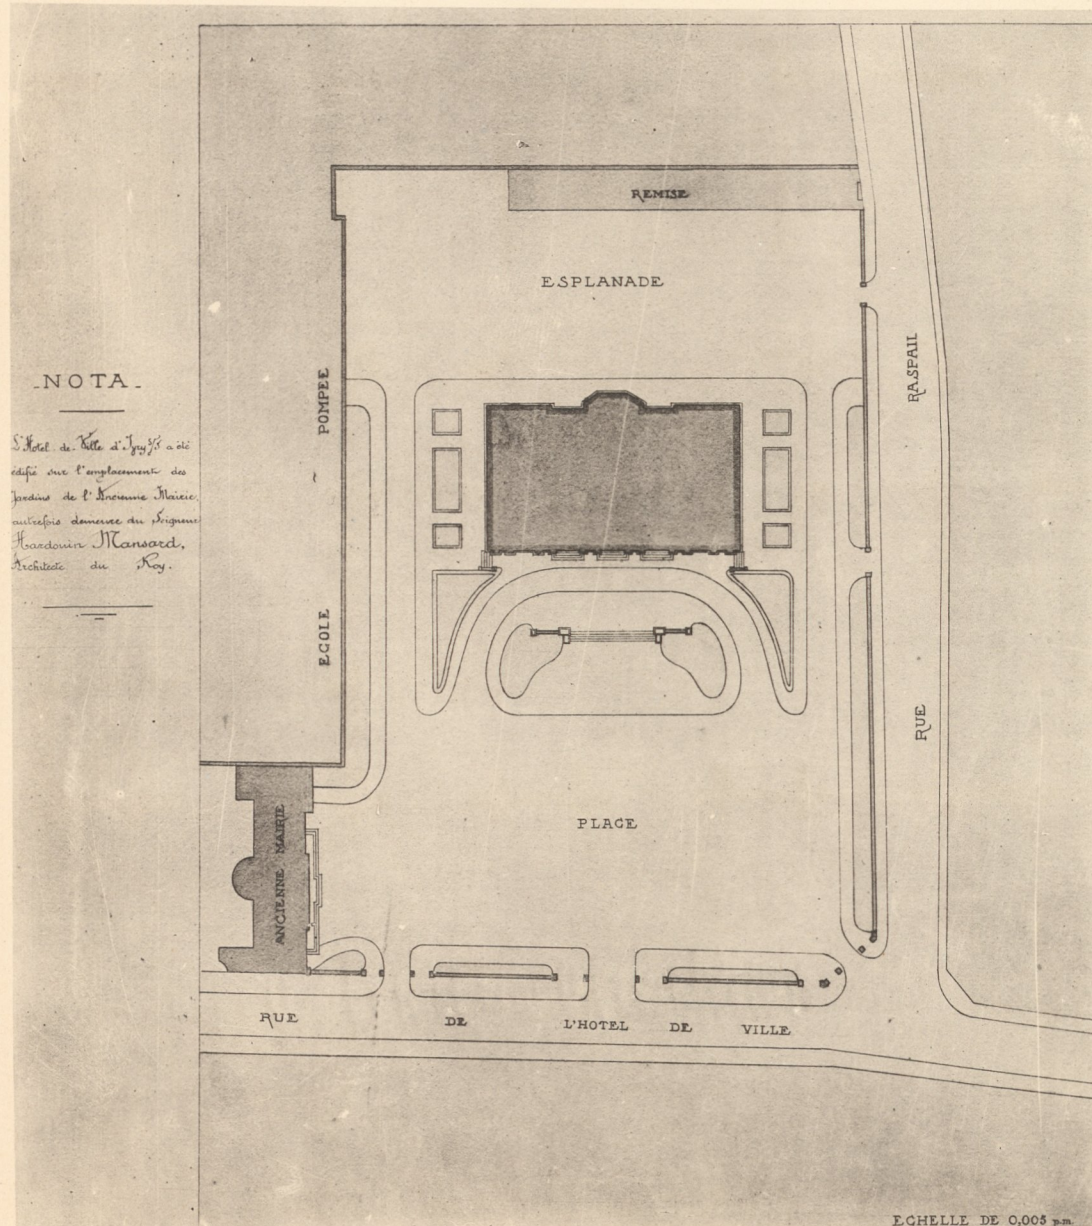 REMISE
ESPLANADE
RASPAIL
-NOTA-
POMPEE
L'Hotel de Ville d'Ivry s/S a été
édifié sur l'emplacement des
Jardins de l'Ancienne Mairie,
autrefois demeure du Seigneur
Hardouin Mansard,
Architecte du Roy.
ECOLE
RUE
PLACE
ANCIENNE MAIRIE
RUE DE L'HOTEL DE VILLE
ECHELLE DE 0,005 p.m.